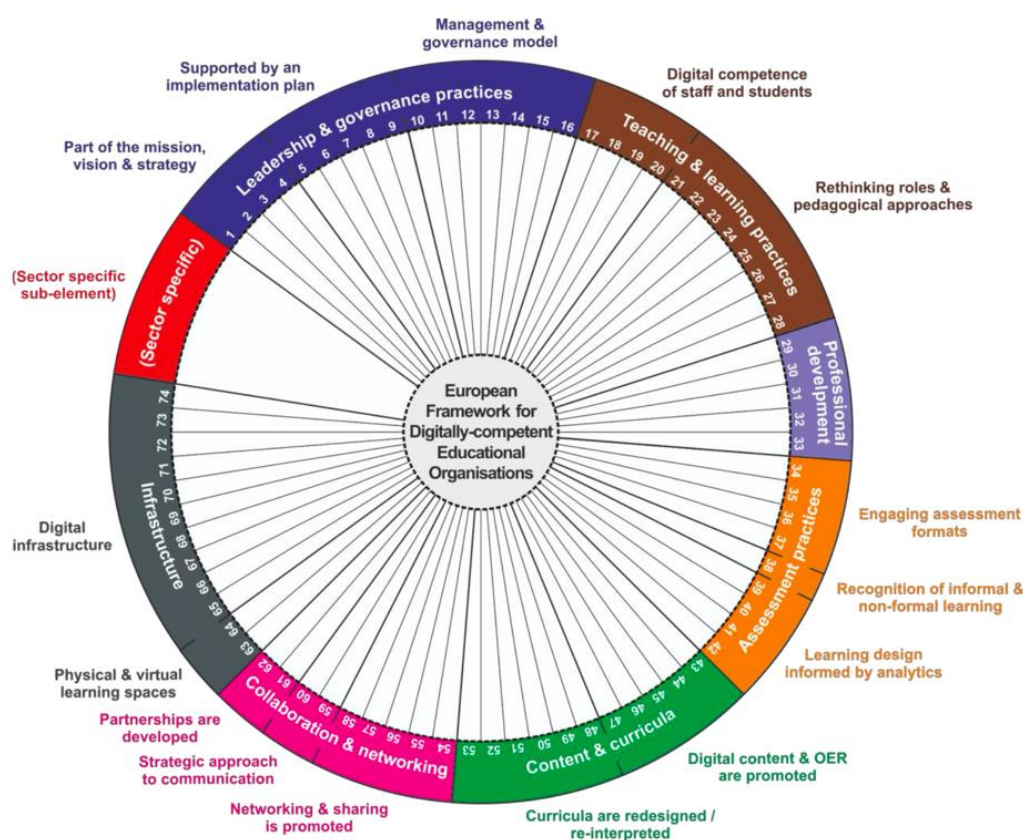 Management &
governance model
Supported by an
implementation plan
Part of the mission,
vision & strategy
Digital competence
of staff and students
Rethinking roles &
pedagogical approaches
(Sector specific
sub-element)
Engaging assessment
formats
Recognition of informal &
non-formal learning
Learning design
informed by analytics
Digital content & OER
are promoted
Curricula are redesigned /
re-interpreted
Networking & sharing
is promoted
Strategic approach
to communication
Partnerships are
developed
Physical & virtual
learning spaces
Digital
infrastructure
Leadership & governance practices
Teaching & learning practices
Professional
develpment
Assessment practices
Content & curricula
Collaboration & networking
Infrastructure
(Sector specific)
1 2 3 4 5 6 7 8 9 10 11 12 13 14 15 16
17 18 19 20 21 22 23 24 25 26 27 28
29 30 31 32 33
34 35 36 37 38 39 40 41 42
43 44 45 46 47 48 49 50 51 52 53
54 55 56 57 58 59 60 61 62
63 64 65 66 67 68 69 70 71 72 73 74
European
Framework for
Digitally-competent
Educational
Organisations